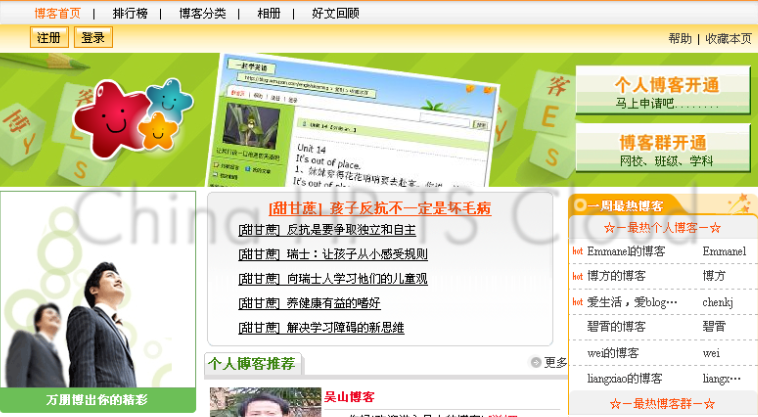 博客首页 | 排行榜 | 博客分类 | 相册 | 好文回顾
注册 登录
帮助 | 收藏本页
一起学英语
Unit 14
It's out of place.
客
E
S
博
Y
个人博客开通
马上申请吧........
博客群开通
网校、班级、学科
China
Cloud
[甜甘蔗] 孩子反抗不一定是坏毛病
[甜甘蔗] 反抗是要争取独立和自主
[甜甘蔗] 瑞士：让孩子从小感受规则
[甜甘蔗] 向瑞士人学习他们的儿童观
[甜甘蔗] 养健康有益的嗜好
[甜甘蔗] 解决学习障碍的新思维
万朋博出你的精彩
个人博客推荐
更多
吴山博客
一周最热博客
☆－最热个人博客－☆
hot Emmanel的博客 Emmanel
hot 博方的博客 博方
hot 爱生活，爱blog… chenkj
碧霄的博客 碧霄
wei的博客 wei
liangxiao的博客 liangx…
☆－最热博客群－☆